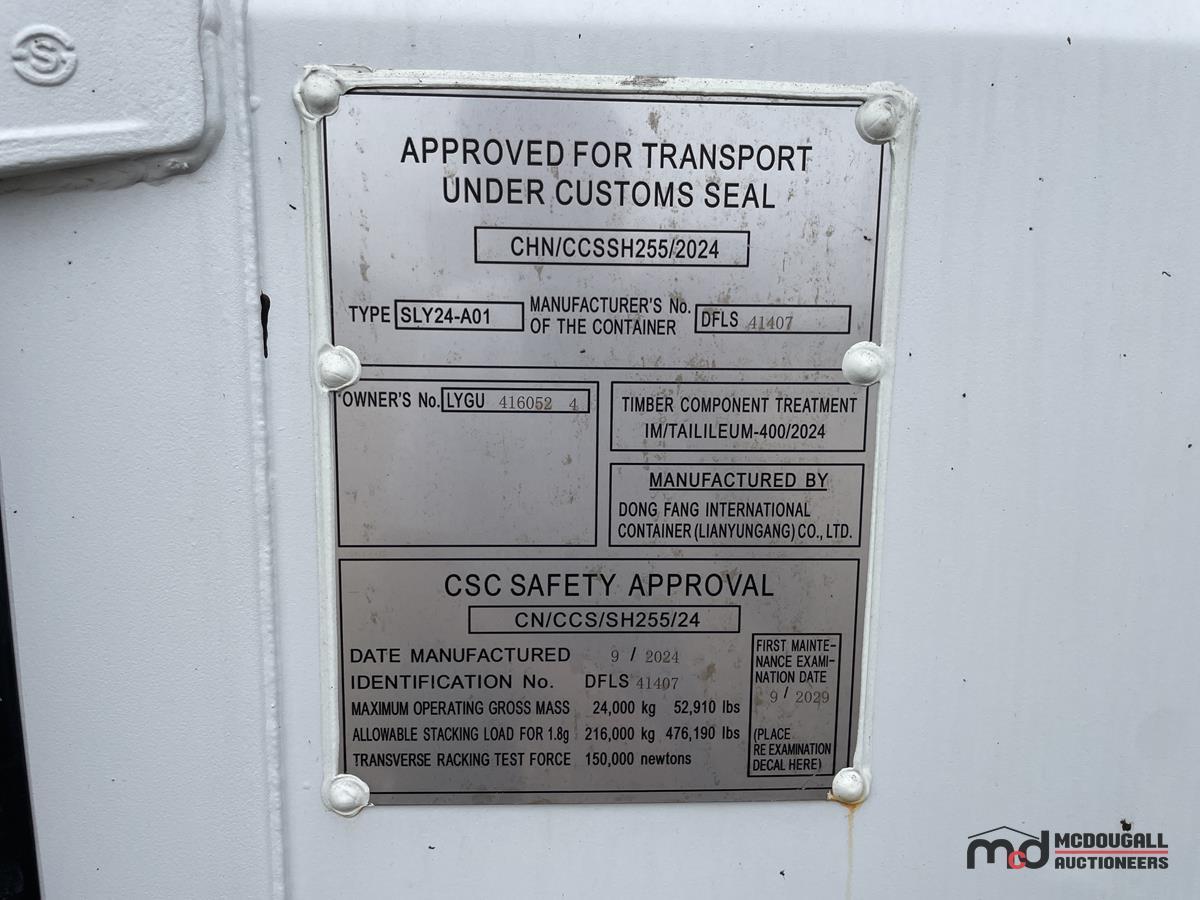 S
APPROVED FOR TRANSPORT
UNDER CUSTOMS SEAL
CHN/CCSSH255/2024
TYPE SLY24-A01 MANUFACTURER'S No. OF THE CONTAINER DFLS 41407
OWNER'S No. LYGU 416052 4
TIMBER COMPONENT TREATMENT
IM/TAILILEUM-400/2024
MANUFACTURED BY
DONG FANG INTERNATIONAL
CONTAINER (LIANYUNGANG) CO., LTD.
CSC SAFETY APPROVAL
CN/CCS/SH255/24
DATE MANUFACTURED 9 / 2024
IDENTIFICATION No. DFLS 41407
MAXIMUM OPERATING GROSS MASS 24,000 kg 52,910 lbs
ALLOWABLE STACKING LOAD FOR 1.8g 216,000 kg 476,190 lbs
TRANSVERSE RACKING TEST FORCE 150,000 newtons
FIRST MAINTE-
NANCE EXAMI-
NATION DATE
9 / 2029
(PLACE
RE EXAMINATION
DECAL HERE)
mcd MCDOUGALL
AUCTIONEERS